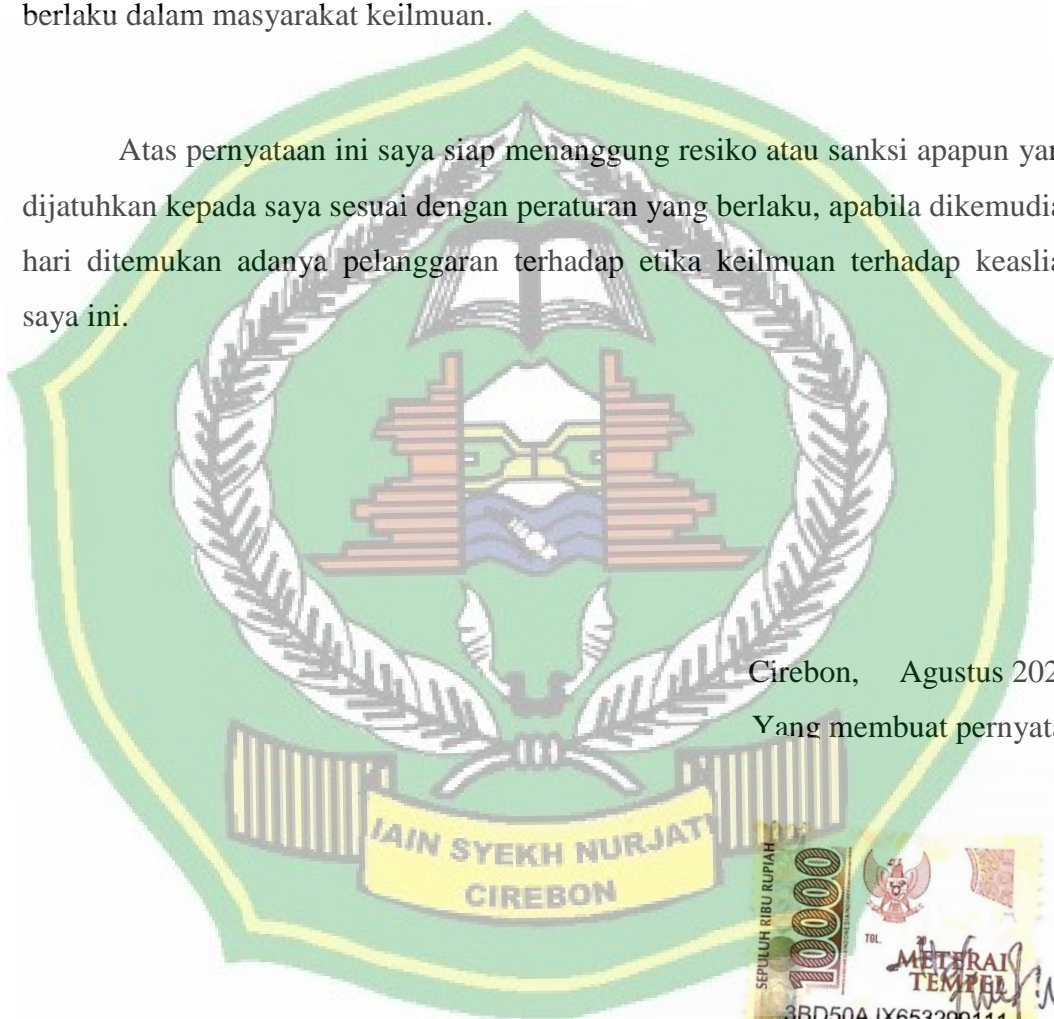 berlaku dalam masyarakat keilmuan.
Atas pernyataan ini saya siap menanggung resiko atau sanksi apapun yan
dijatuhkan kepada saya sesuai dengan peraturan yang berlaku, apabila dikemudia
hari ditemukan adanya pelanggaran terhadap etika keilmuan terhadap keaslia
saya ini.
Cirebon, Agustus 202
Yang membuat pernyata
IAIN SYEKH NURJATI
CIREBON
SEPULUH RIBU RUPIAH
10000
TGL. 20
METERAI
TEMPEL
3BD50AJX653299111